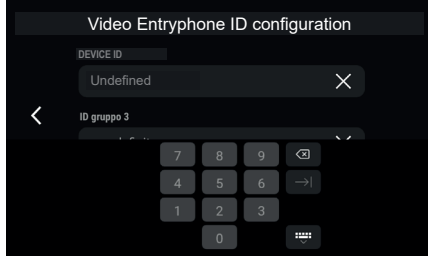 Video Entryphone ID configuration
DEVICE ID
Undefined
ID gruppo 3
7 8 9
4 5 6
1 2 3
0